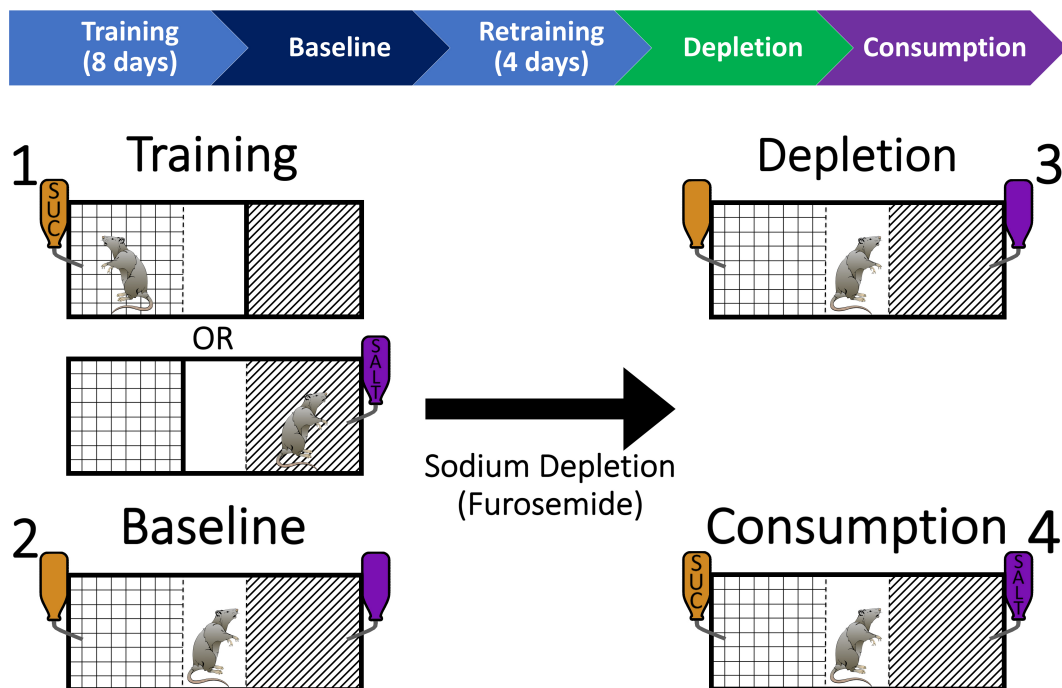 Training
(8 days)
Baseline
Retraining
(4 days)
Depletion
Consumption
1
Training
SUC
OR
SALT
2
Baseline
Sodium Depletion
(Furosemide)
Depletion
3
Consumption
4
SUC
SALT